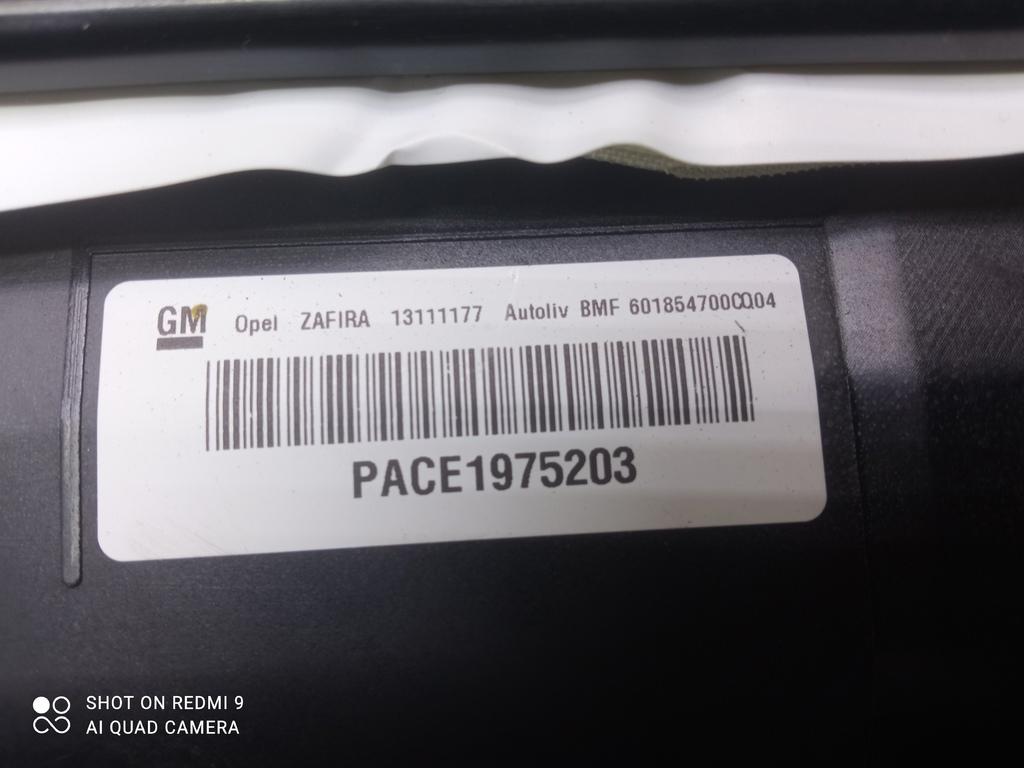 GM Opel ZAFIRA 13111177 Autoliv BMF 601854700CQ04
PACE1975203
SHOT ON REDMI 9
AI QUAD CAMERA